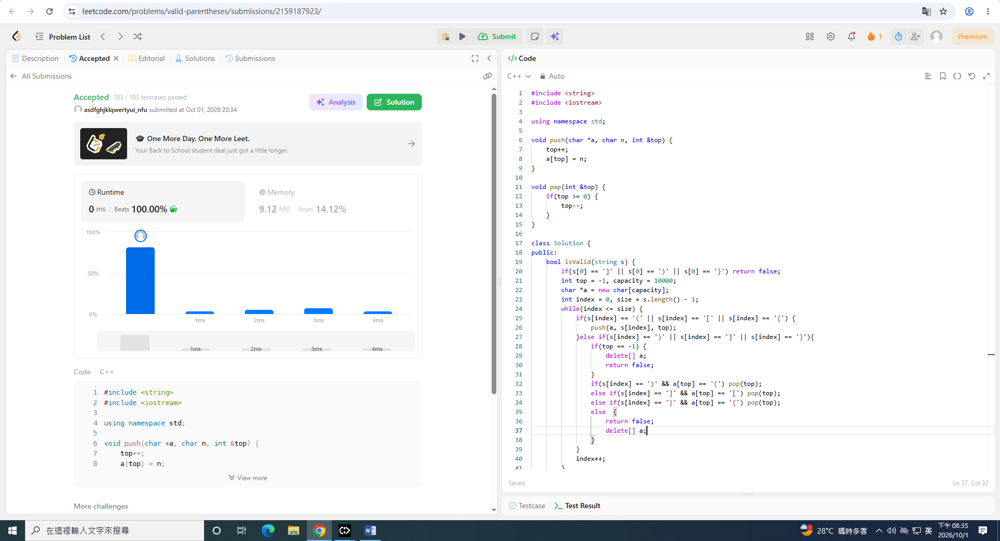 leetcode.com/problems/valid-parentheses/submissions/2159187923/
Problem List
Submit
1
Premium
Description
Accepted
Editorial
Solutions
Submissions
All Submissions
Accepted 103 / 103 testcases passed
asdfghjklqwertyui_nfu submitted at Oct 01, 2026 20:34
Analysis
Solution
One More Day. One More Leet.
Your Back to School student deal just got a little longer.
Runtime
0 ms Beats 100.00%
Memory
9.12 MB Beats 14.12%
100%
50%
0%
1ms 2ms 3ms 4ms
1ms 2ms 3ms 4ms
Code C++
1 #include <string>
2 #include <iostream>
3
4 using namespace std;
5
6 void push(char *a, char n, int &top) {
7 top++;
8 a[top] = n;
View more
More challenges
</> Code
C++ Auto
1 #include <string>
2 #include <iostream>
3
4 using namespace std;
5
6 void push(char *a, char n, int &top) {
7 top++;
8 a[top] = n;
9 }
10
11 void pop(int &top) {
12 if(top >= 0) {
13 top--;
14 }
15 }
16
17 class Solution {
18 public:
19 bool isValid(string s) {
20 if(s[0] == ']' || s[0] == ')' || s[0] == '}') return false;
21 int top = -1, capacity = 10000;
22 char *a = new char[capacity];
23 int index = 0, size = s.length() - 1;
24 while(index <= size) {
25 if(s[index] == '(' || s[index] == '[' || s[index] == '{') {
26 push(a, s[index], top);
27 }else if(s[index] == ')' || s[index] == ']' || s[index] == '}'){
28 if(top == -1) {
29 delete[] a;
30 return false;
31 }
32 if(s[index] == ')' && a[top] == '(') pop(top);
33 else if(s[index] == ']' && a[top] == '[') pop(top);
34 else if(s[index] == '}' && a[top] == '{') pop(top);
35 else {
36 return false;
37 delete[] a;
38 }
39 }
40 index++;
41 }
Saved
Ln 37, Col 32
Testcase
Test Result
在這裡輸入文字來搜尋
1
28°C 晴時多雲
英
下午 08:35
2026/10/1